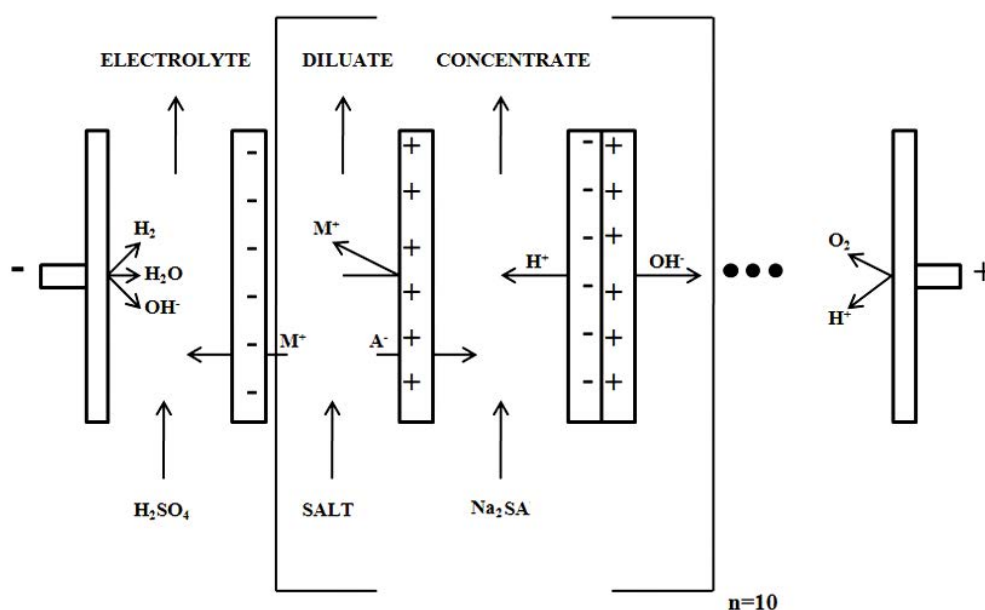 ELECTROLYTE DILUATE CONCENTRATE
- - + - +
- + - +
H₂ M⁺ - + - +
- H₂O H⁺ OH⁻ ●●● O₂ +
OH⁻ - + - + H⁺
M⁺ A⁻ - + - +
- + - +
H₂SO₄ SALT Na₂SA
n=10